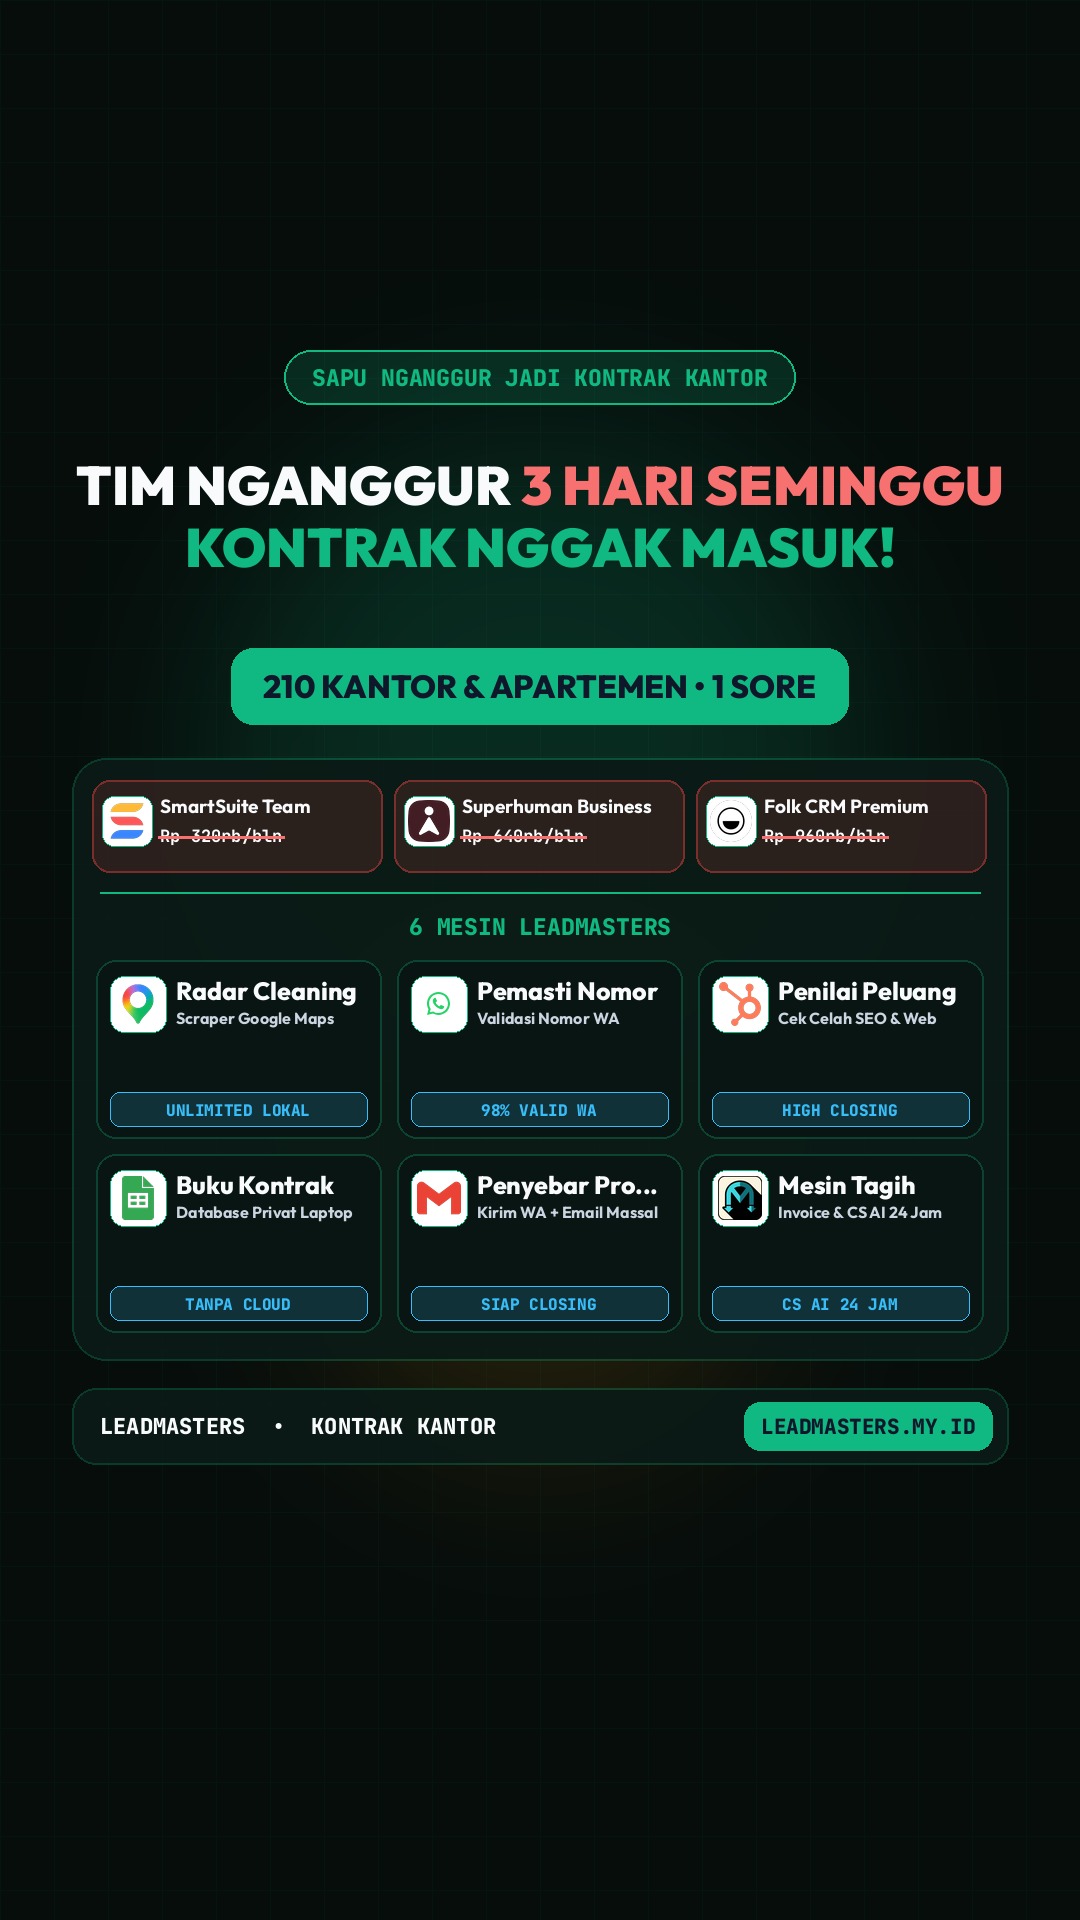 SAPU NGANGGUR JADI KONTRAK KANTOR
TIM NGANGGUR 3 HARI SEMINGGU
KONTRAK NGGAK MASUK!
210 KANTOR & APARTEMEN • 1 SORE
SmartSuite Team
Rp 320rb/bln
Superhuman Business
Rp 640rb/bln
Folk CRM Premium
Rp 960rb/bln
6 MESIN LEADMASTERS
Radar Cleaning
Scraper Google Maps
UNLIMITED LOKAL
Pemasti Nomor
Validasi Nomor WA
98% VALID WA
Penilai Peluang
Cek Celah SEO & Web
HIGH CLOSING
Buku Kontrak
Database Privat Laptop
TANPA CLOUD
Penyebar Pro...
Kirim WA + Email Massal
SIAP CLOSING
Mesin Tagih
Invoice & CS AI 24 Jam
CS AI 24 JAM
LEADMASTERS • KONTRAK KANTOR
LEADMASTERS.MY.ID